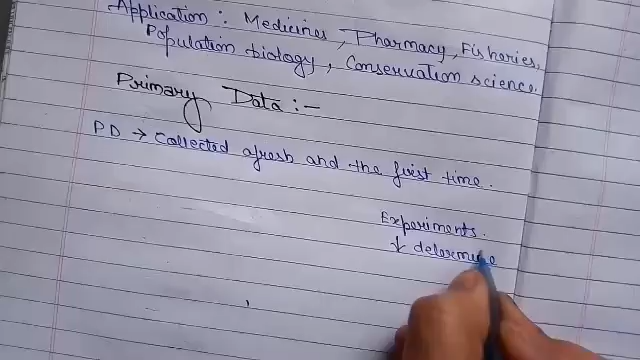 Application : Medicines, Pharmacy, Fisheries,
Population biology, Conservation science.
Primary Data :-
PD → Collected afresh and the first time.
Experiments.
↓ determine